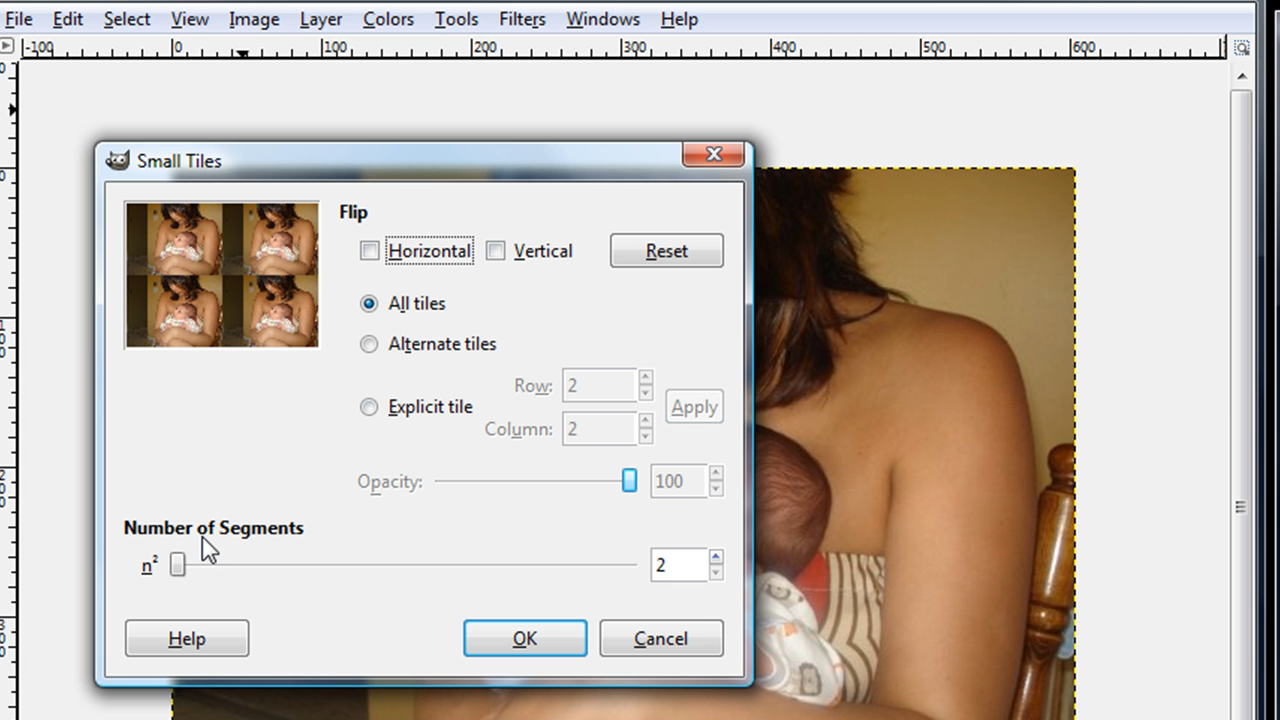 File Edit Select View Image Layer Colors Tools Filters Windows Help
-100 0 100 200 300 400 500 600
Small Tiles
Flip
Horizontal Vertical Reset
All tiles
Alternate tiles
Row: 2
Explicit tile Apply
Column: 2
Opacity: 100
Number of Segments
n² 2
Help OK Cancel